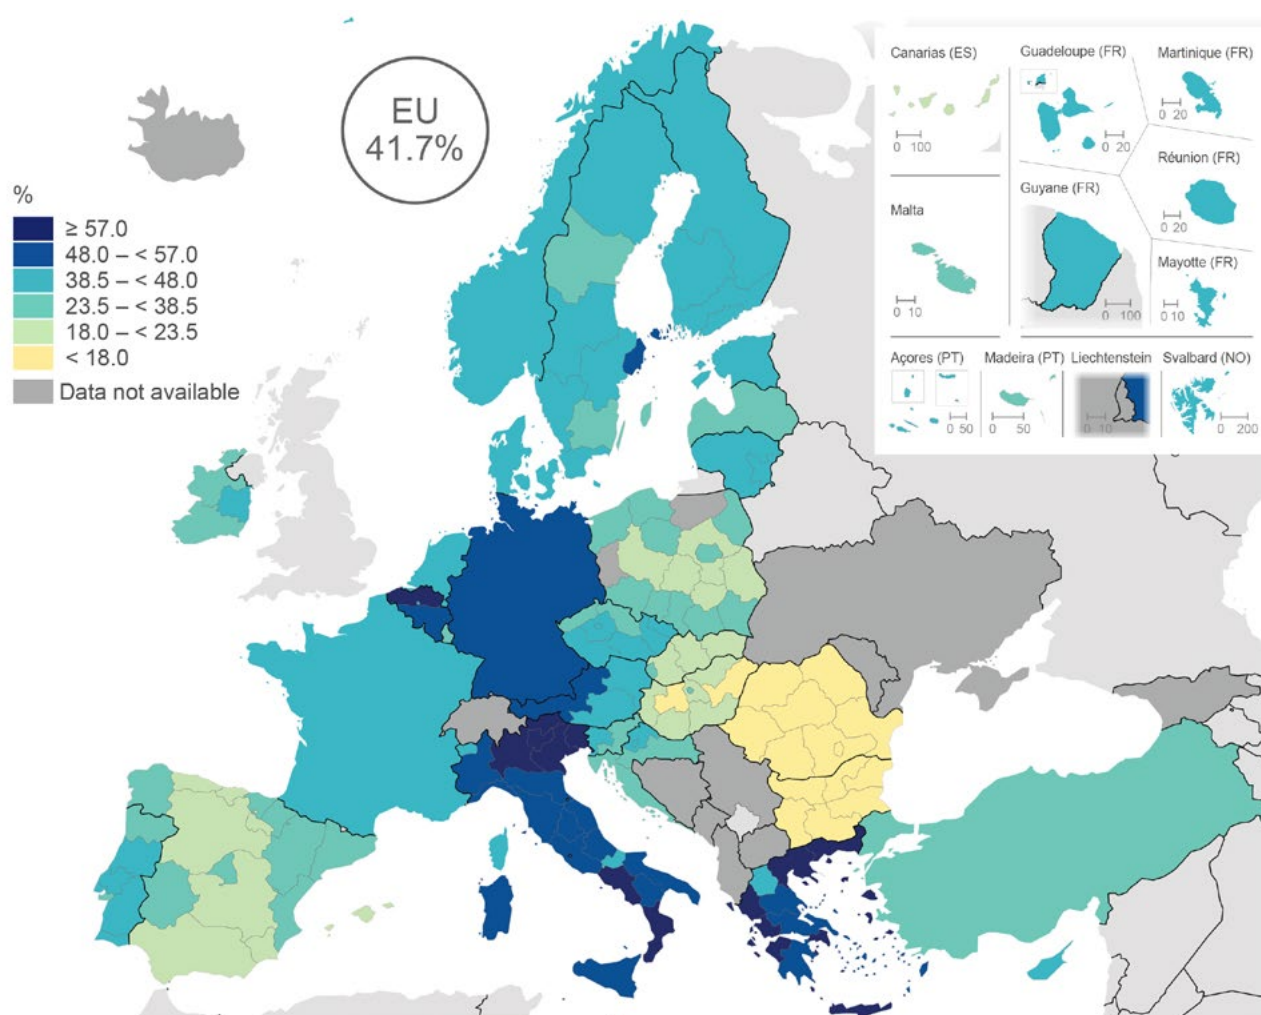 EU
41.7%
%
≥ 57.0
48.0 – < 57.0
38.5 – < 48.0
23.5 – < 38.5
18.0 – < 23.5
< 18.0
Data not available
Canarias (ES)
0 100
Guadeloupe (FR)
0 20
Martinique (FR)
0 20
Réunion (FR)
0 20
Malta
0 10
Guyane (FR)
0 100
Mayotte (FR)
0 10
Açores (PT)
0 50
Madeira (PT)
0 50
Liechtenstein
0 10
Svalbard (NO)
0 200